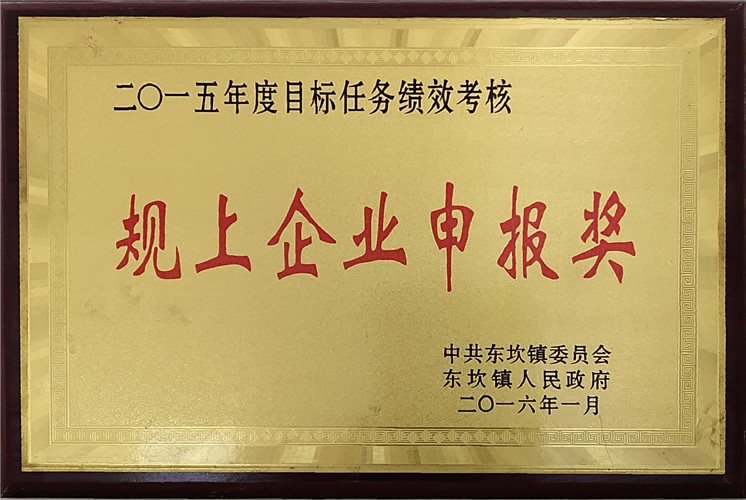 二〇一五年度目标任务绩效考核
规上企业申报奖
中共东坎镇委员会
东坎镇人民政府
二〇一六年一月